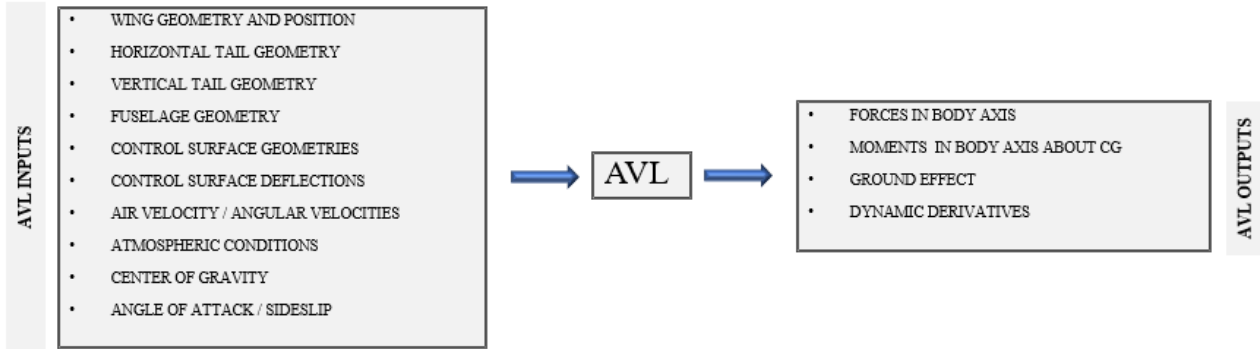 AVL INPUTS
• WING GEOMETRY AND POSITION
• HORIZONTAL TAIL GEOMETRY
• VERTICAL TAIL GEOMETRY
• FUSELAGE GEOMETRY
• CONTROL SURFACE GEOMETRIES
• CONTROL SURFACE DEFLECTIONS
• AIR VELOCITY / ANGULAR VELOCITIES
• ATMOSPHERIC CONDITIONS
• CENTER OF GRAVITY
• ANGLE OF ATTACK / SIDESLIP
AVL
• FORCES IN BODY AXIS
• MOMENTS IN BODY AXIS ABOUT CG
• GROUND EFFECT
• DYNAMIC DERIVATIVES
AVL OUTPUTS